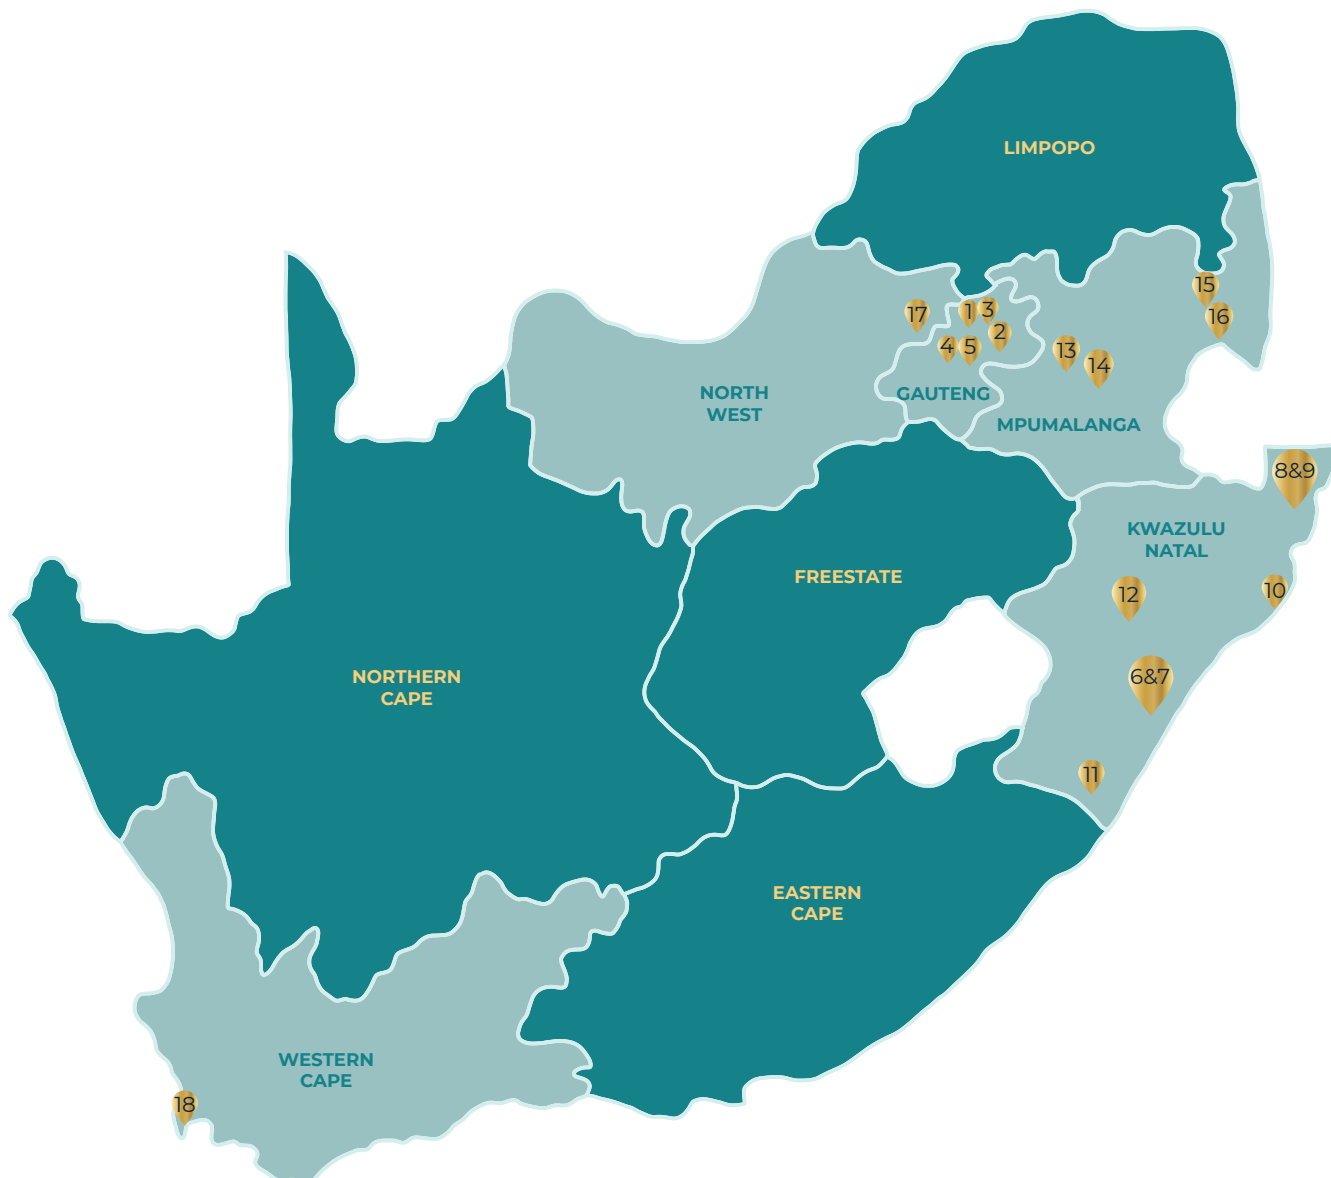 LIMPOPO
15
17
1
3
16
2
4
5
13
14
NORTH
WEST
GAUTENG
MPUMALANGA
8&9
KWAZULU
NATAL
FREESTATE
12
10
NORTHERN
CAPE
6&7
11
EASTERN
CAPE
WESTERN
CAPE
18